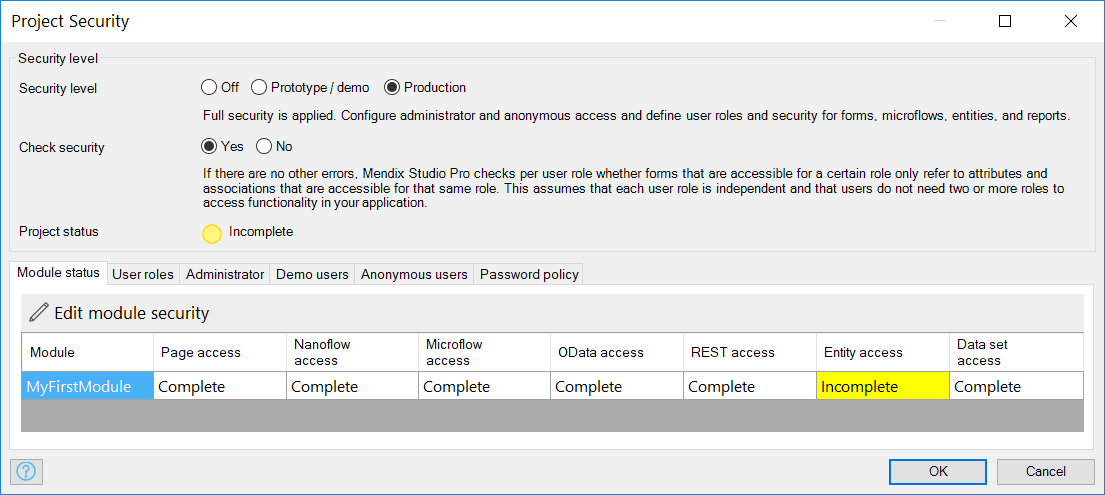 Project Security
Security level
Security level Off Prototype / demo Production
Full security is applied. Configure administrator and anonymous access and define user roles and security for forms, microflows, entities, and reports.
Check security Yes No
If there are no other errors, Mendix Studio Pro checks per user role whether forms that are accessible for a certain role only refer to attributes and
associations that are accessible for that same role. This assumes that each user role is independent and that users do not need two or more roles to
access functionality in your application.
Project status Incomplete
Module status User roles Administrator Demo users Anonymous users Password policy
Edit module security
Module Page access Nanoflow access Microflow access OData access REST access Entity access Data set access
MyFirstModule Complete Complete Complete Complete Complete Incomplete Complete
? OK Cancel